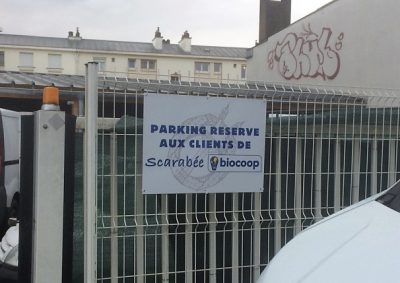 PARKING RESERVE
AUX CLIENTS DE
Scarabée biocoop